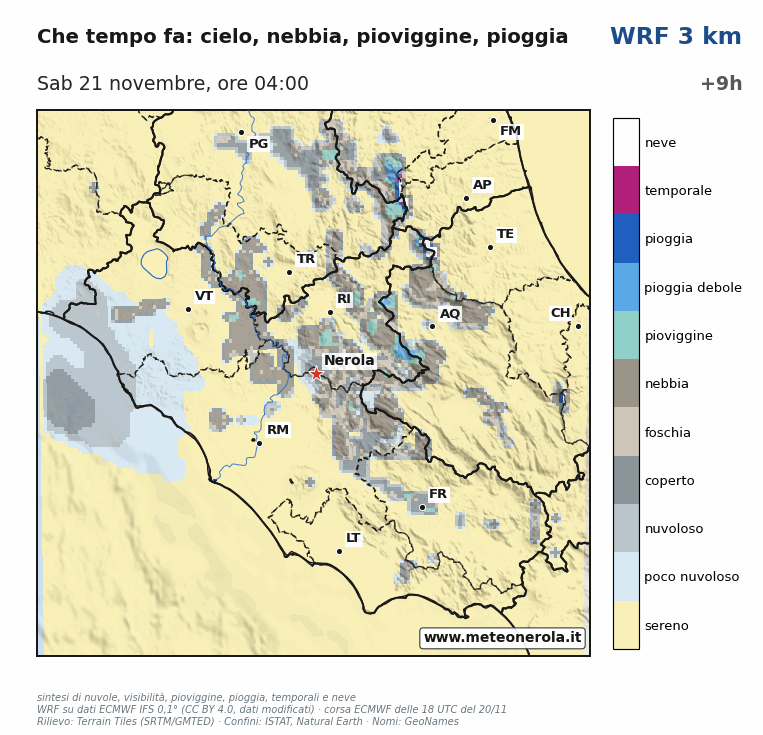 Che tempo fa: cielo, nebbia, pioviggine, pioggia
WRF 3 km
Sab 21 novembre, ore 04:00
+9h
FM
PG
AP
TE
TR
VT
RI
AQ
CH
Nerola
RM
FR
LT
www.meteonerola.it
neve
temporale
pioggia
pioggia debole
pioviggine
nebbia
foschia
coperto
nuvoloso
poco nuvoloso
sereno
sintesi di nuvole, visibilità, pioviggine, pioggia, temporali e neve
WRF su dati ECMWF IFS 0,1° (CC BY 4.0, dati modificati) · corsa ECMWF delle 18 UTC del 20/11
Rilievo: Terrain Tiles (SRTM/GMTED) · Confini: ISTAT, Natural Earth · Nomi: GeoNames